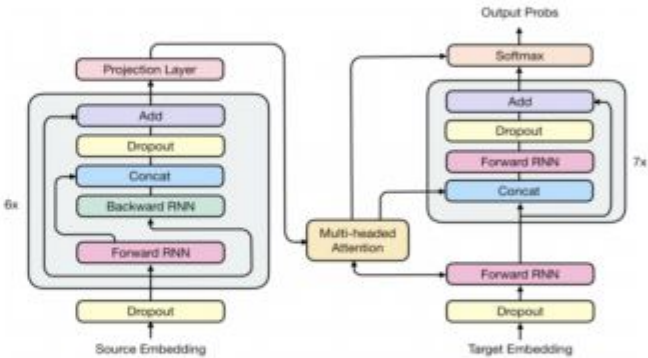 Output Probs
Softmax
Projection Layer
Add
Dropout
Concat
Backward RNN
Forward RNN
6x
Dropout
Source Embedding
Multi-headed
Attention
Add
Dropout
Forward RNN
Concat
7x
Forward RNN
Dropout
Target Embedding